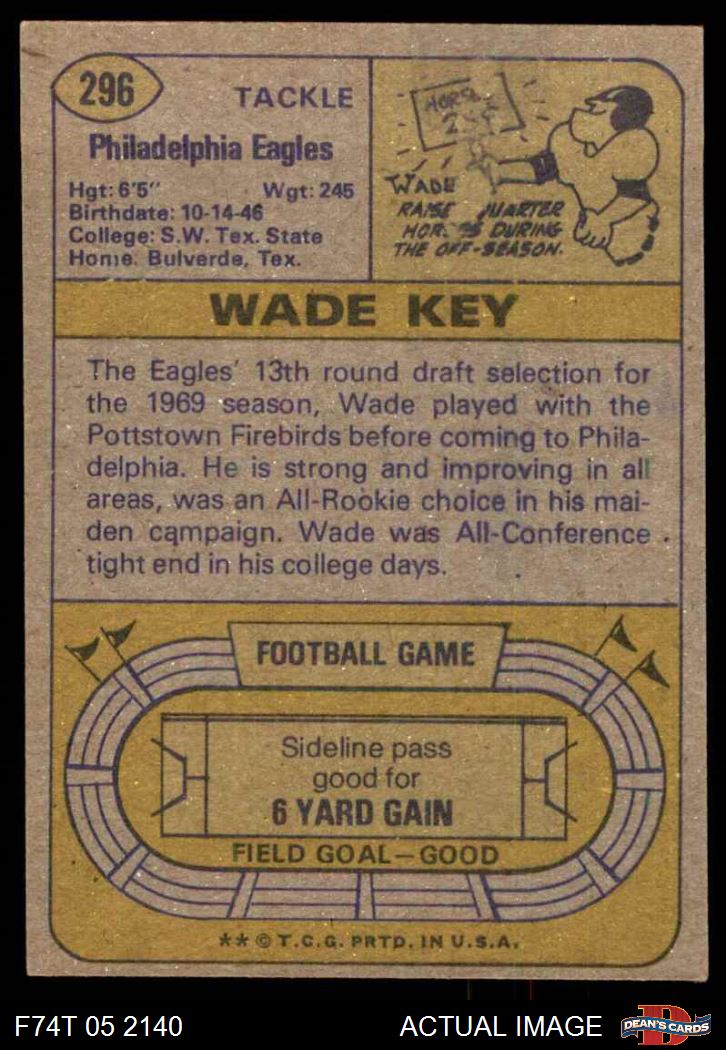 296
TACKLE
Philadelphia Eagles
Hgt: 6'5" Wgt: 245
Birthdate: 10-14-46
College: S.W. Tex. State
Home: Bulverde, Tex.
WADE
RAISE QUARTER
HORSES DURING
THE OFF-SEASON.
WADE KEY
The Eagles' 13th round draft selection for
the 1969 season, Wade played with the
Pottstown Firebirds before coming to Phila-
delphia. He is strong and improving in all
areas, was an All-Rookie choice in his mai-
den campaign. Wade was All-Conference
tight end in his college days.
FOOTBALL GAME
Sideline pass
good for
6 YARD GAIN
FIELD GOAL—GOOD
** © T.C.G. PRTD. IN U.S.A.
F74T 05 2140
ACTUAL IMAGE
D
DEAN'S CARDS